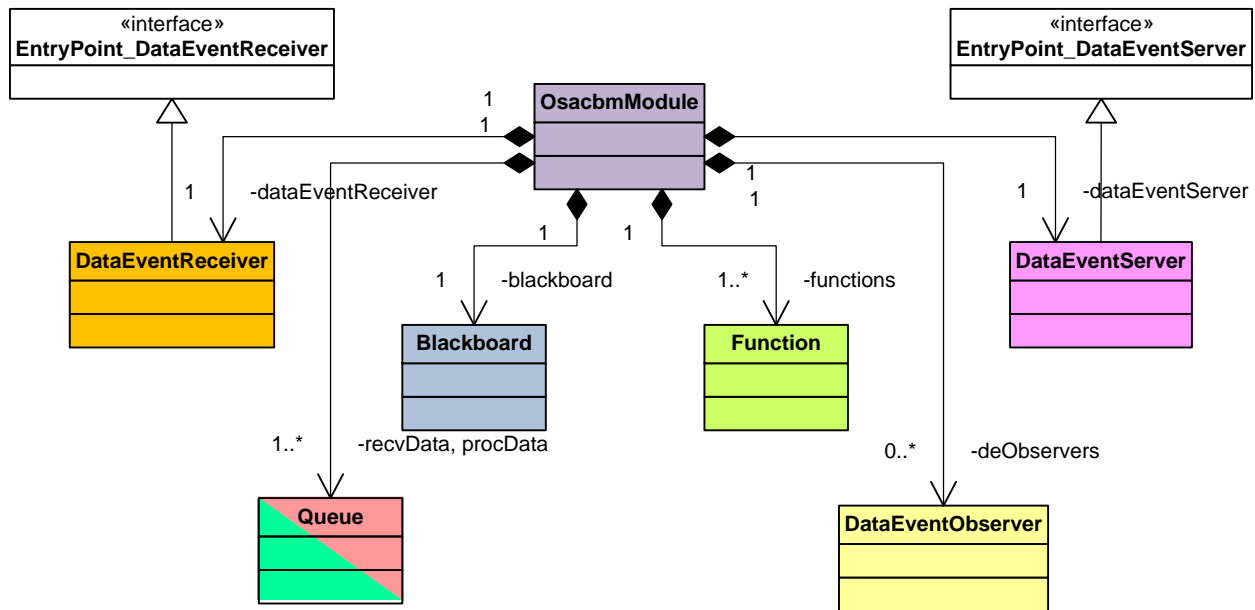 «interface»
EntryPoint_DataEventReceiver
«interface»
EntryPoint_DataEventServer
OsacbmModule
1
1
1
1
1
-dataEventReceiver
1
-dataEventServer
DataEventReceiver
DataEventServer
1
1
1
-blackboard
1..*
-functions
Blackboard
Function
1..*
-recvData, procData
0..*
-deObservers
Queue
DataEventObserver